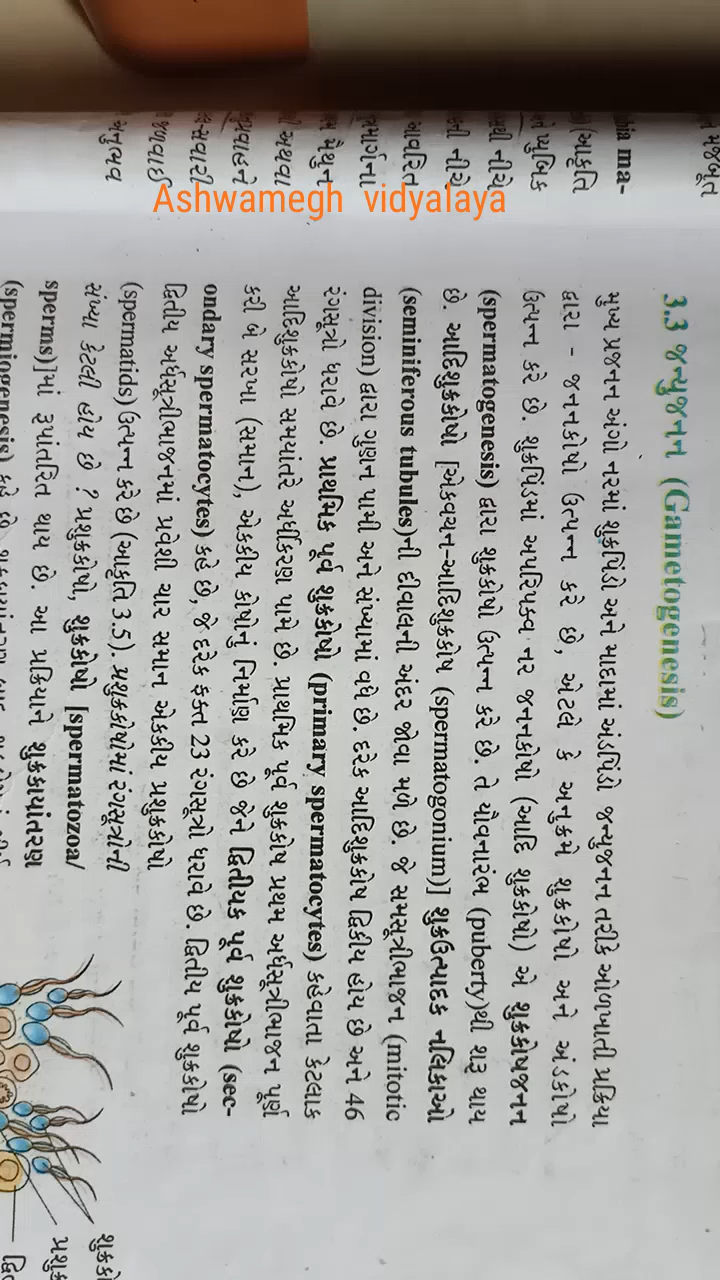 Ashwamegh vidyalaya
3.3 જન્યુજનન (Gametogenesis)
મુખ્ય પ્રજનન અંગો નરમાં શુક્રપિંડો અને માદામાં અંડપિંડો જન્યુજનન તરીકે ઓળખાતી પ્રક્રિયા
દ્વારા - જનનકોષો ઉત્પન્ન કરે છે, એટલે કે અનુક્રમે શુક્રકોષો અને અંડકોષો
ઉત્પન્ન કરે છે. શુક્રપિંડમાં અપરિપક્વ નર જનનકોષો (આદિ શુક્રકોષો) એ શુક્રકોષજનન
(spermatogenesis) દ્વારા શુક્રકોષો ઉત્પન્ન કરે છે. તે યૌવનારંભ (puberty)થી શરૂ થાય
છે. આદિશુક્રકોષો [એકવચન-આદિશુક્રકોષ (spermatogonium)] શુક્રઉત્પાદક નલિકાઓ
(seminiferous tubules)ની દીવાલની અંદર જોવા મળે છે. જે સમસૂત્રીભાજન (mitotic
division) દ્વારા ગુણન પામી અને સંખ્યામાં વધે છે. દરેક આદિશુક્રકોષ દ્વિકીય હોય છે અને 46
રંગસૂત્રો ધરાવે છે. પ્રાથમિક પૂર્વ શુક્રકોષો (primary spermatocytes) કહેવાતા કેટલાક
આદિશુક્રકોષો સમયાંતરે અર્ધીકરણ પામે છે. પ્રાથમિક પૂર્વ શુક્રકોષ પ્રથમ અર્ધસૂત્રીભાજન પૂર્ણ
કરી બે સરખા (સમાન), એકકીય કોષોનું નિર્માણ કરે છે જેને દ્વિતીયક પૂર્વ શુક્રકોષો (sec-
ondary spermatocytes) કહે છે, જે દરેક ફક્ત 23 રંગસૂત્રો ધરાવે છે. દ્વિતીય પૂર્વ શુક્રકોષો
દ્વિતીય અર્ધસૂત્રીભાજનમાં પ્રવેશી ચાર સમાન એકકીય પ્રશુક્રકોષો
(spermatids) ઉત્પન્ન કરે છે (આકૃતિ 3.5). પ્રશુક્રકોષોમાં રંગસૂત્રોની
સંખ્યા કેટલી હોય છે ? પ્રશુક્રકોષો, શુક્રકોષો [spermatozoa/
sperms)]માં રૂપાંતરિત થાય છે. આ પ્રક્રિયાને શુક્રકાયાંતરણ
(spermiogenesis) કહે છે.